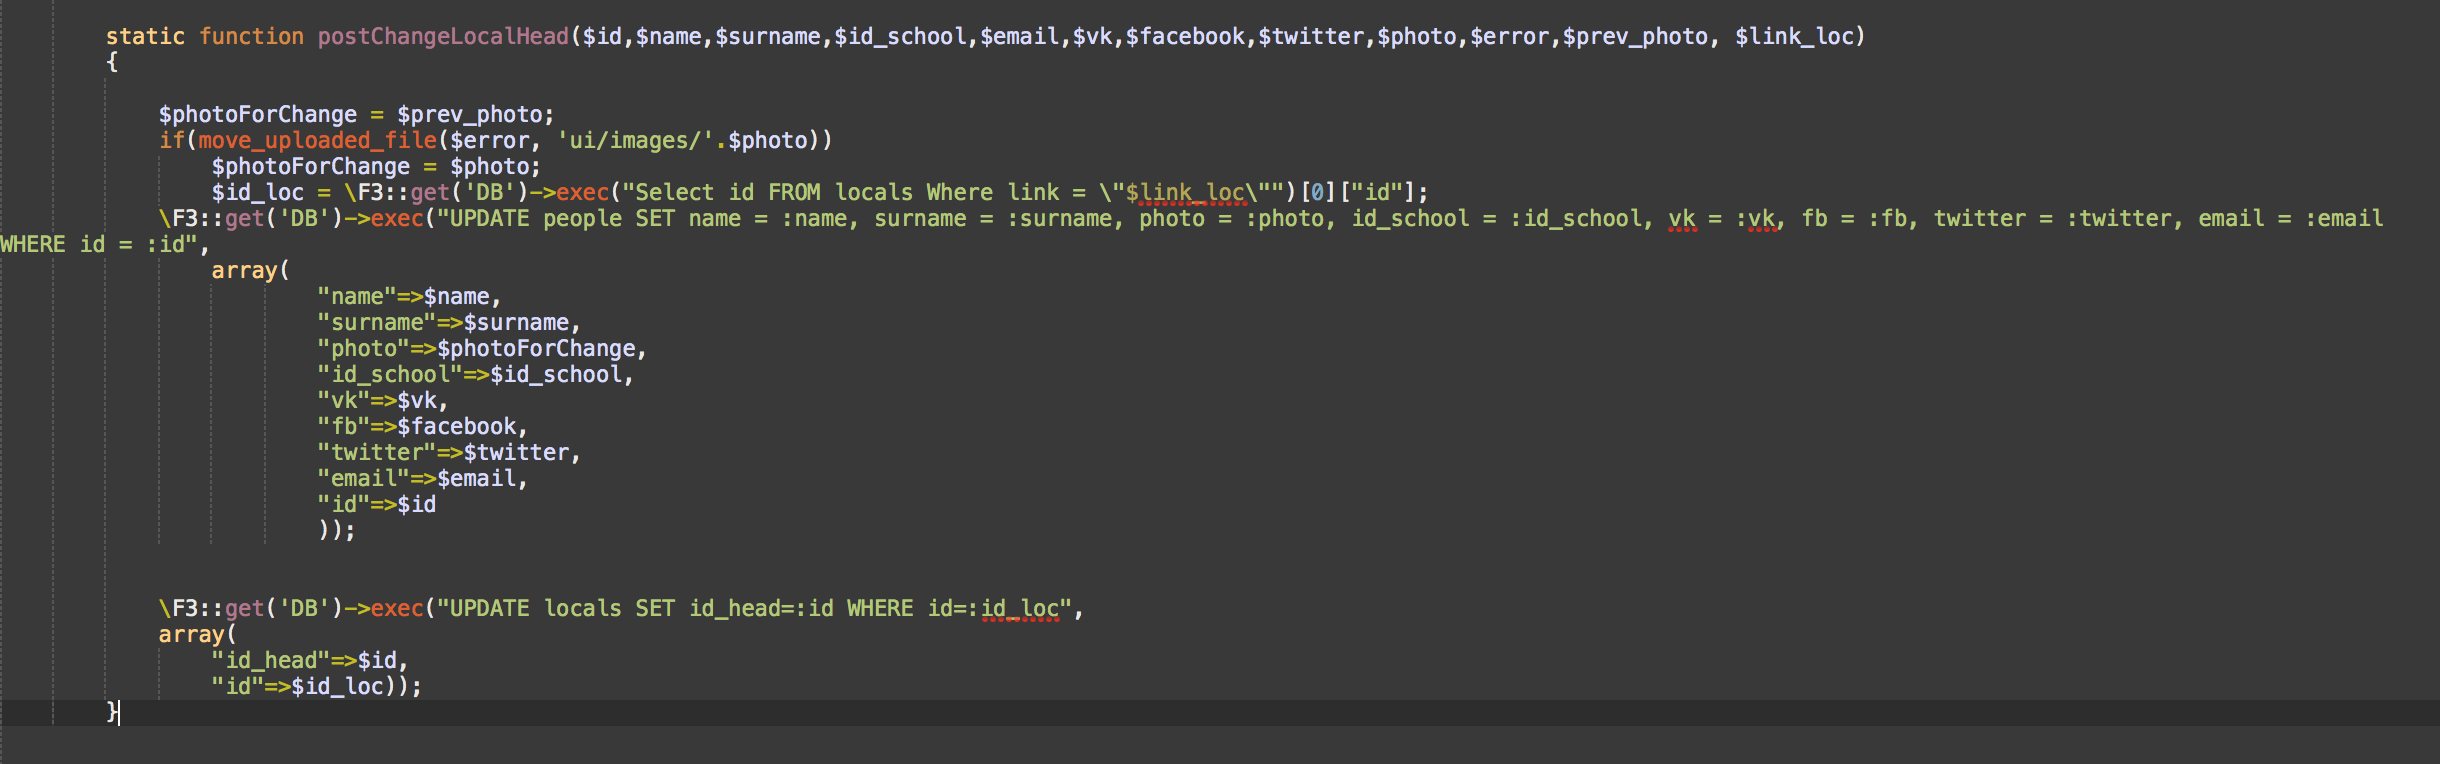 static function postChangeLocalHead($id,$name,$surname,$id_school,$email,$vk,$facebook,$twitter,$photo,$error,$prev_photo, $link_loc)
{
$photoForChange = $prev_photo;
if(move_uploaded_file($error, 'ui/images/'.$photo))
$photoForChange = $photo;
$id_loc = \F3::get('DB')->exec("Select id FROM locals Where link = \"$link_loc\"")[0]["id"];
\F3::get('DB')->exec("UPDATE people SET name = :name, surname = :surname, photo = :photo, id_school = :id_school, vk = :vk, fb = :fb, twitter = :twitter, email = :email
WHERE id = :id",
array(
"name"=>$name,
"surname"=>$surname,
"photo"=>$photoForChange,
"id_school"=>$id_school,
"vk"=>$vk,
"fb"=>$facebook,
"twitter"=>$twitter,
"email"=>$email,
"id"=>$id
));
\F3::get('DB')->exec("UPDATE locals SET id_head=:id WHERE id=:id_loc",
array(
"id_head"=>$id,
"id"=>$id_loc));
}